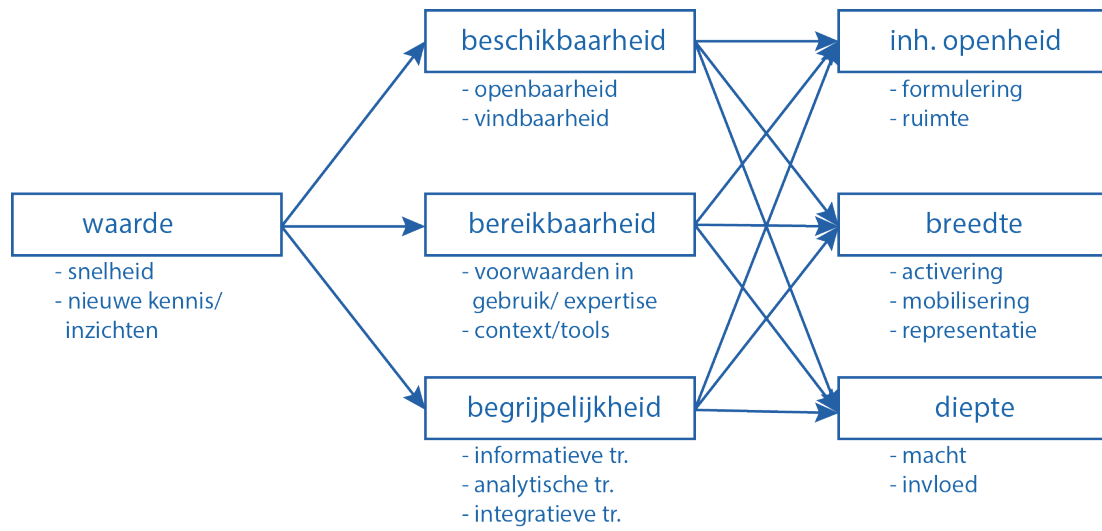 waarde
- snelheid
- nieuwe kennis/
inzichten
beschikbaarheid
- openbaarheid
- vindbaarheid
bereikbaarheid
- voorwaarden in
gebruik/ expertise
- context/tools
begrijpelijkheid
- informatieve tr.
- analytische tr.
- integratieve tr.
inh. openheid
- formulering
- ruimte
breedte
- activering
- mobilisering
- representatie
diepte
- macht
- invloed